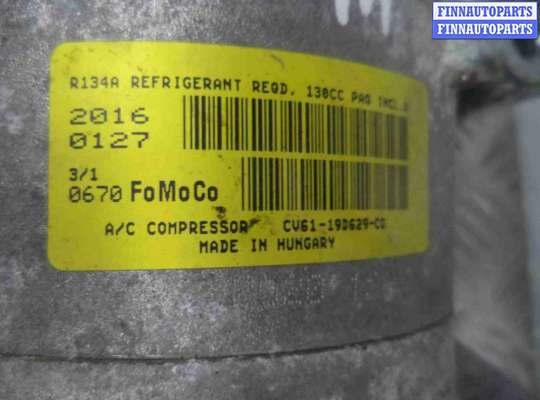 FINNAUTOPARTS
FINNAUTOPARTS
R134A REFRIGERANT REQD. 130CC PAG INCL.
2016
0127
3/1
0670 FoMoCo
A/C COMPRESSOR CV61-19D629-CG
MADE IN HUNGARY